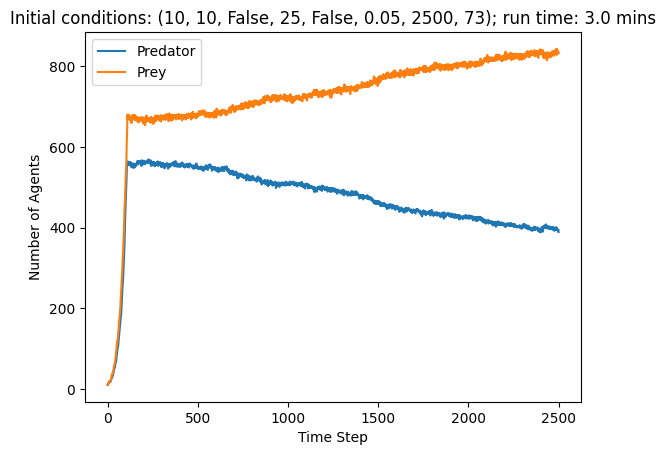 Initial conditions: (10, 10, False, 25, False, 0.05, 2500, 73); run time: 3.0 mins
Predator
Prey
800
600
400
200
0
Number of Agents
0 500 1000 1500 2000 2500
Time Step